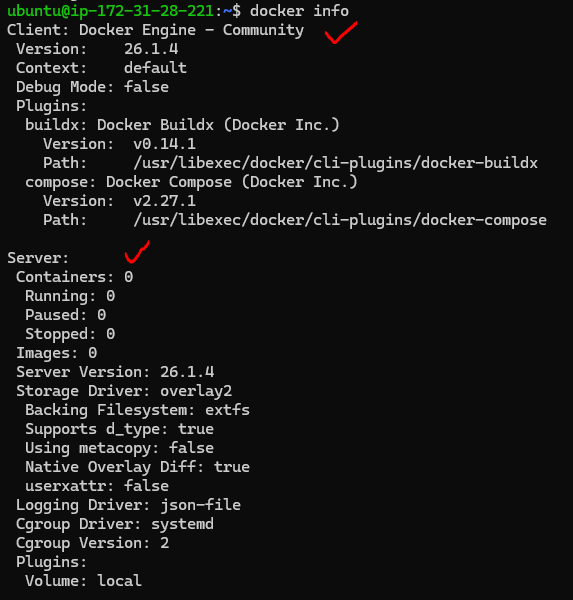 ubuntu@ip-172-31-28-221:~$ docker info
Client: Docker Engine - Community
Version:    26.1.4
Context:    default
Debug Mode: false
Plugins:
buildx: Docker Buildx (Docker Inc.)
Version:  v0.14.1
Path:     /usr/libexec/docker/cli-plugins/docker-buildx
compose: Docker Compose (Docker Inc.)
Version:  v2.27.1
Path:     /usr/libexec/docker/cli-plugins/docker-compose
Server:
Containers: 0
Running: 0
Paused: 0
Stopped: 0
Images: 0
Server Version: 26.1.4
Storage Driver: overlay2
Backing Filesystem: extfs
Supports d_type: true
Using metacopy: false
Native Overlay Diff: true
userxattr: false
Logging Driver: json-file
Cgroup Driver: systemd
Cgroup Version: 2
Plugins:
Volume: local